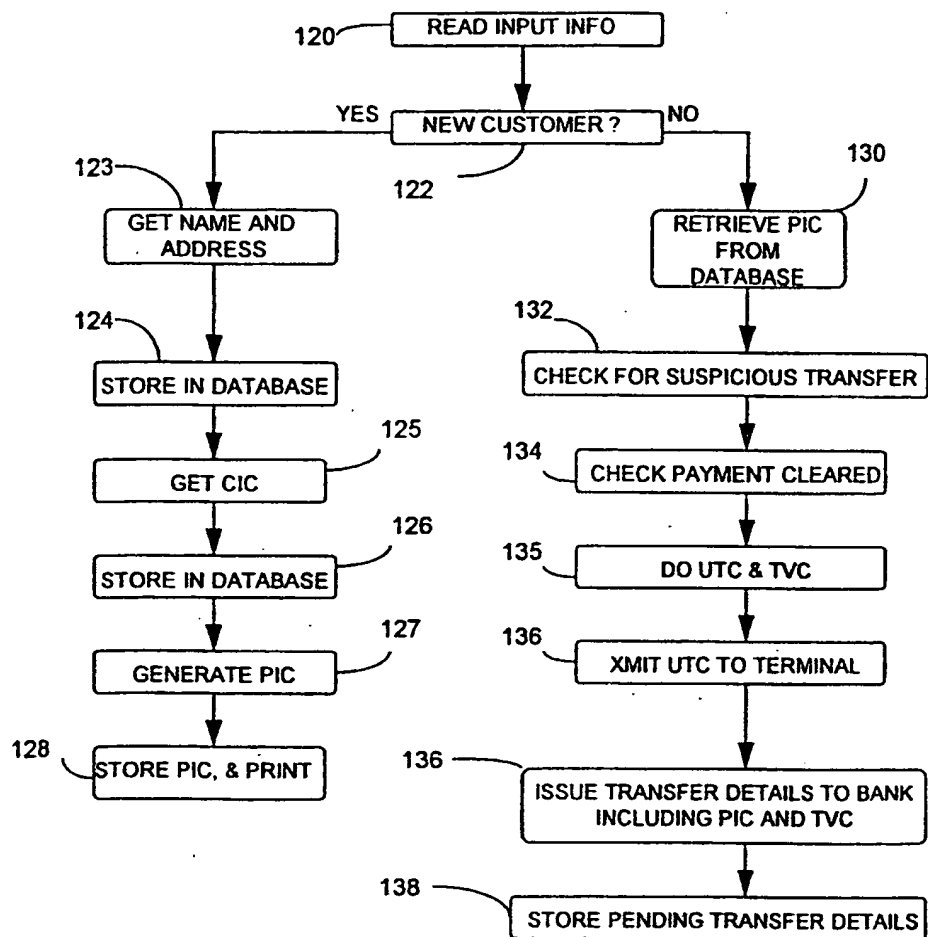 120
READ INPUT INFO
YES
NEW CUSTOMER ?
NO
122
123
GET NAME AND
ADDRESS
124
STORE IN DATABASE
125
GET CIC
126
STORE IN DATABASE
127
GENERATE PIC
128
STORE PIC, & PRINT
130
RETRIEVE PIC
FROM
DATABASE
132
CHECK FOR SUSPICIOUS TRANSFER
134
CHECK PAYMENT CLEARED
135
DO UTC & TVC
136
XMIT UTC TO TERMINAL
136
ISSUE TRANSFER DETAILS TO BANK
INCLUDING PIC AND TVC
138
STORE PENDING TRANSFER DETAILS